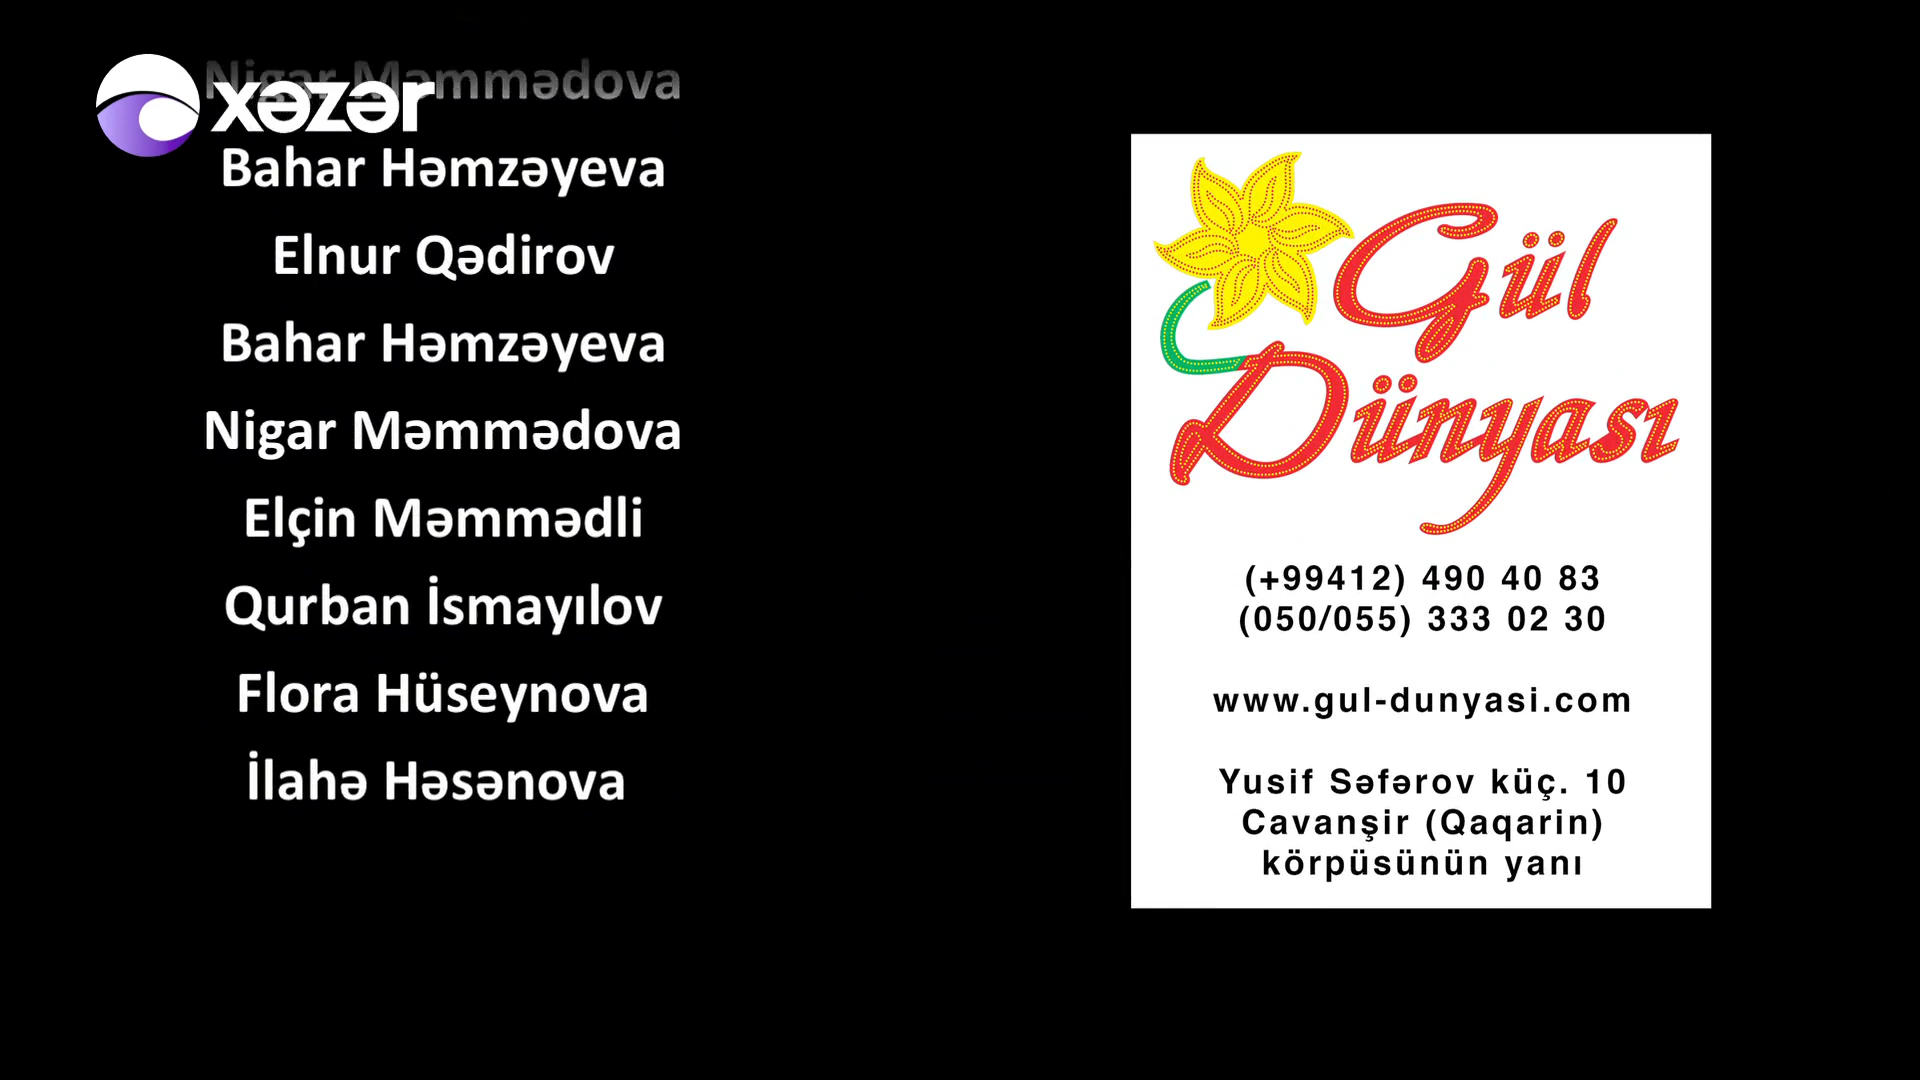 xəzər
Nigar Məmmədova
Bahar Həmzəyeva
Elnur Qədirov
Bahar Həmzəyeva
Nigar Məmmədova
Elçin Məmmədli
Qurban İsmayılov
Flora Hüseynova
İlahə Həsənova
Gül
Dünyası
(+99412) 490 40 83
(050/055) 333 02 30
www.gul-dunyasi.com
Yusif Səfərov küç. 10
Cavanşir (Qaqarin)
körpüsünün yanı